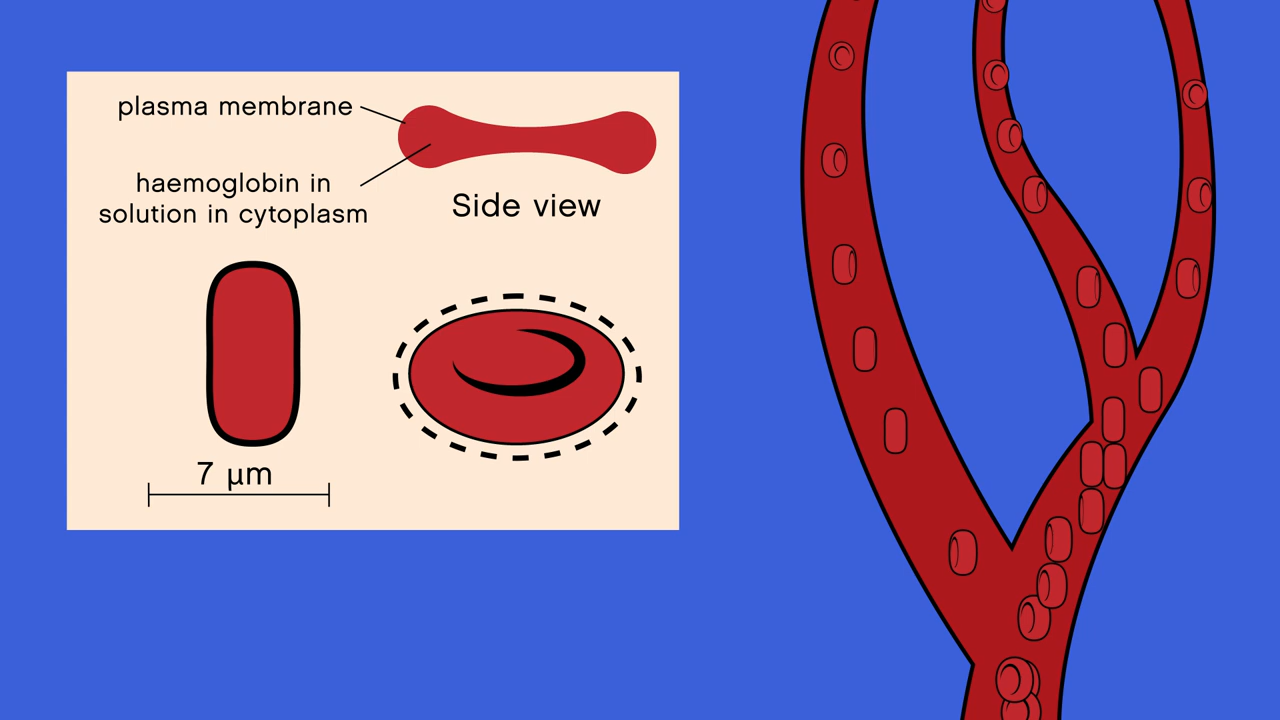 plasma membrane
haemoglobin in
solution in cytoplasm
Side view
7 µm